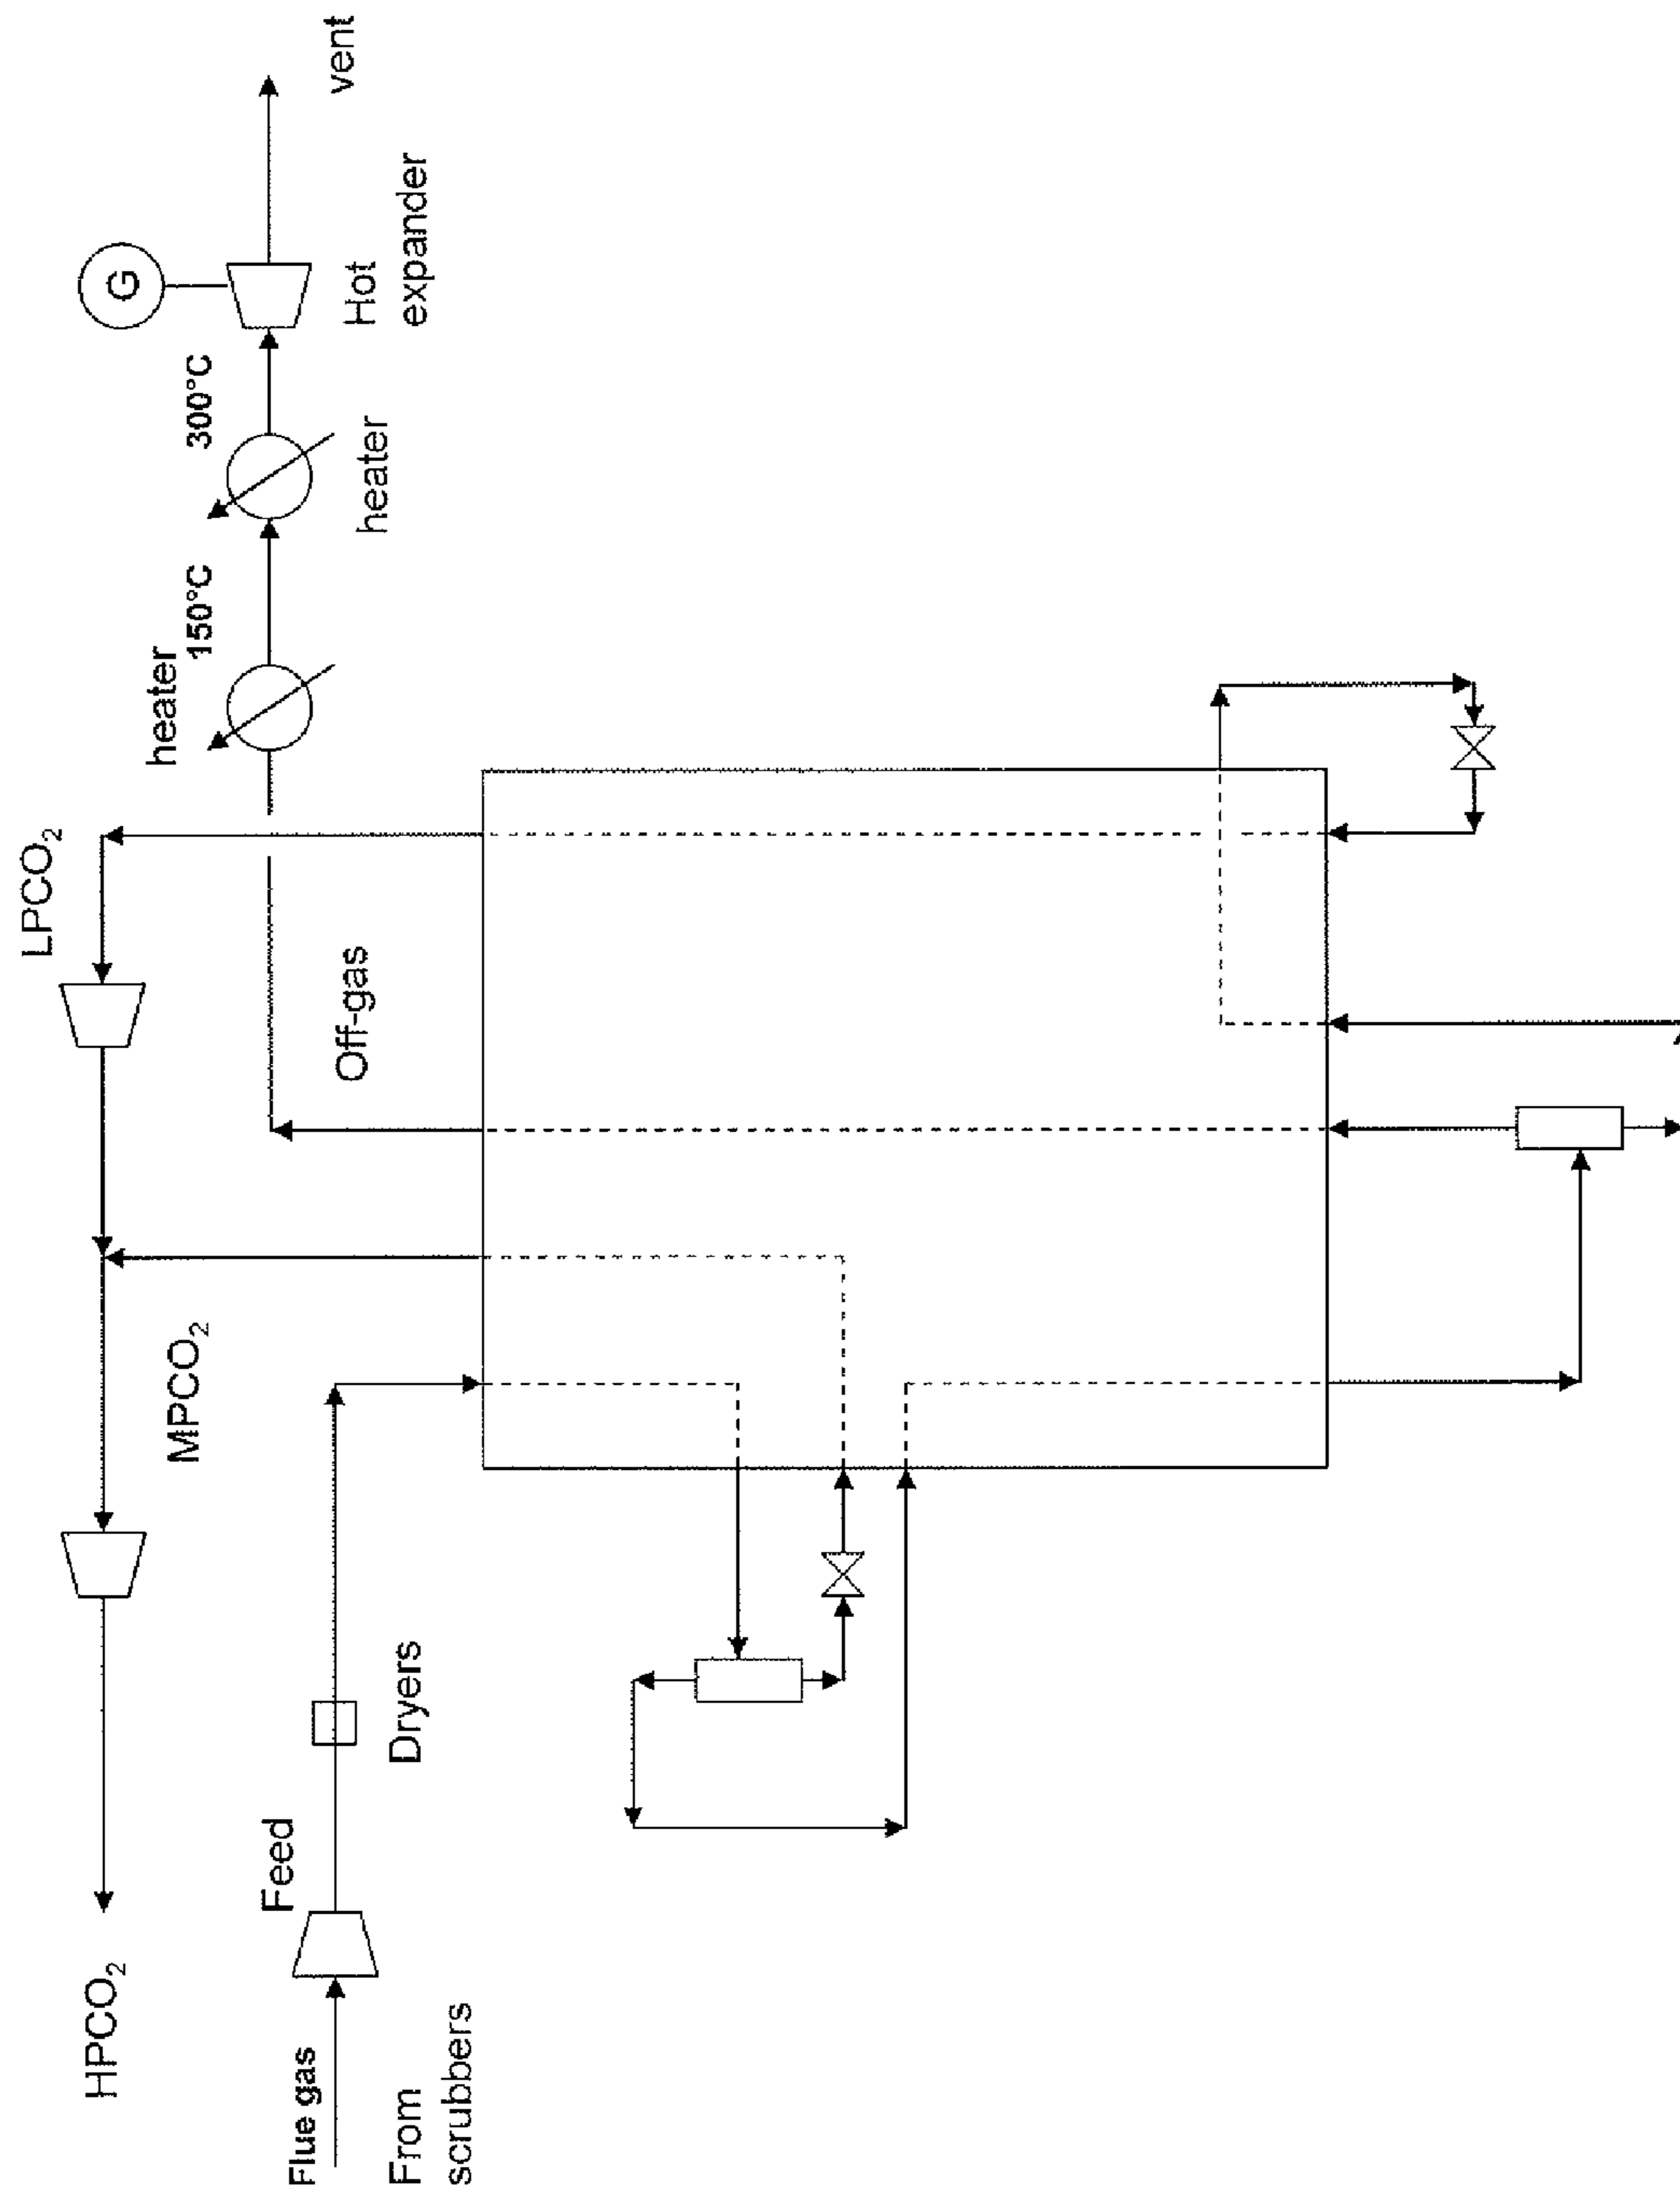 HPCO2
MPCO2
LPCO2
Flue gas
From
scrubbers
Feed
Dryers
Off-gas
heater
150°C
heater
300°C
G
Hot
expander
vent